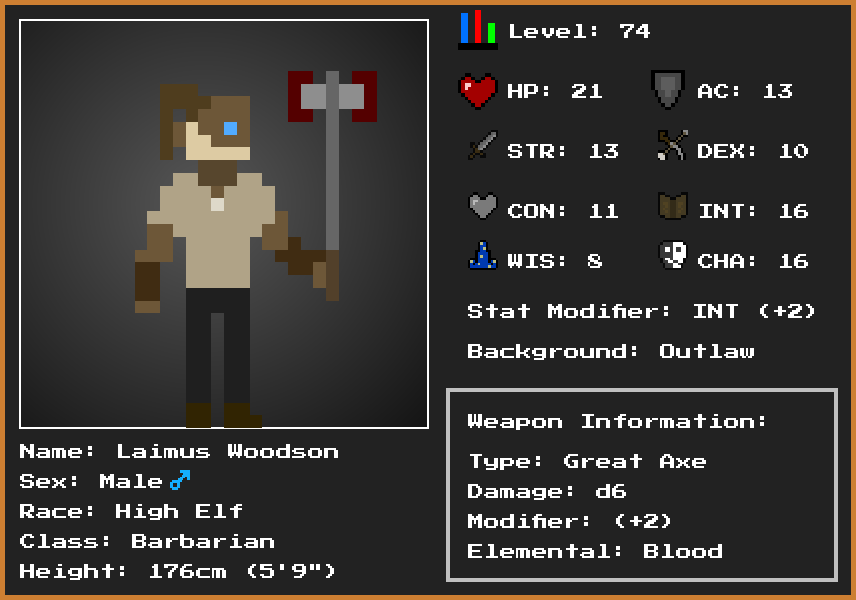 Level: 74
HP: 21
AC: 13
STR: 13
DEX: 10
CON: 11
INT: 16
WIS: 8
CHA: 16
Stat Modifier: INT (+2)
Background: Outlaw
Weapon Information:
Type: Great Axe
Damage: d6
Modifier: (+2)
Elemental: Blood
Name: Laimus Woodson
Sex: Male♂
Race: High Elf
Class: Barbarian
Height: 176cm (5'9")